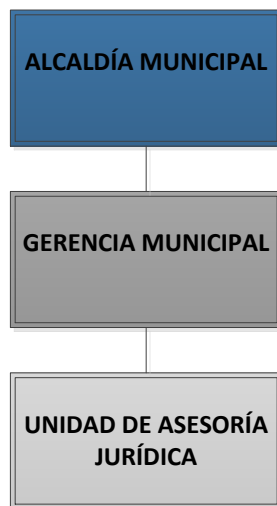 ALCALDÍA MUNICIPAL
GERENCIA MUNICIPAL
UNIDAD DE ASESORÍA
JURÍDICA